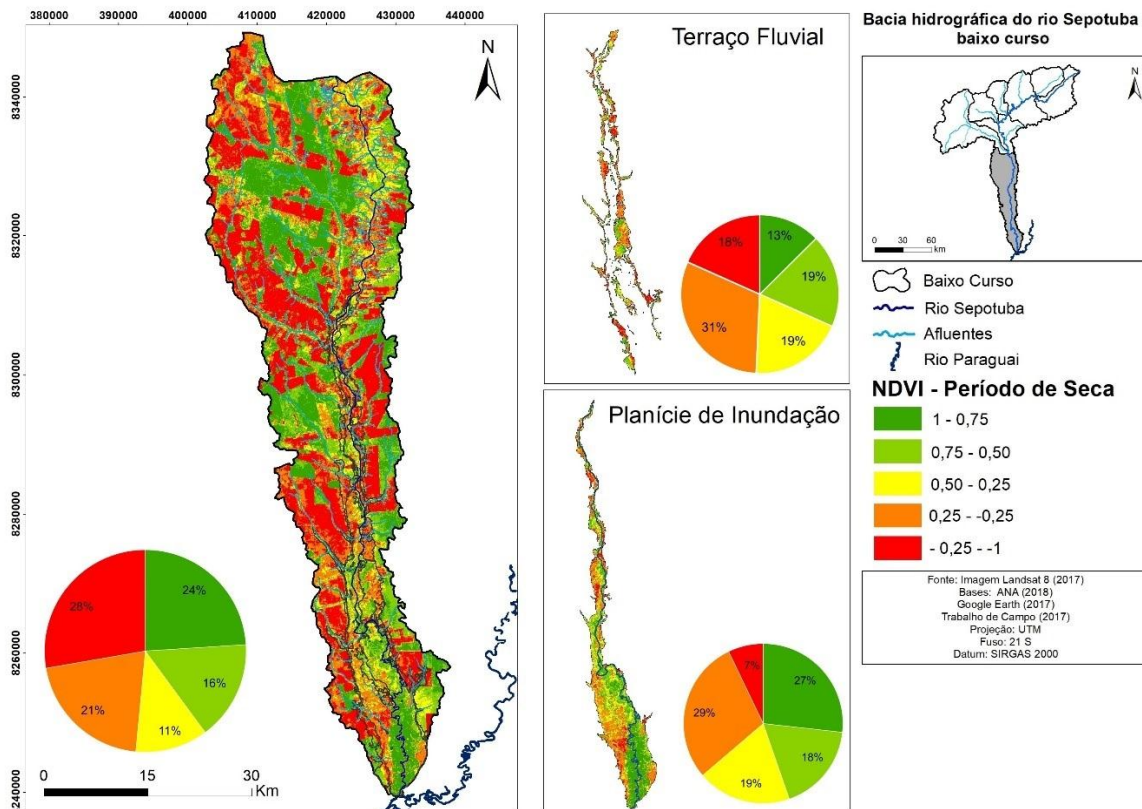 380000 390000 400000 410000 420000 430000 440000
N
8340000
8320000
8300000
8280000
8260000
240000
28%
24%
16%
11%
21%
0 15 30
Km
Terraço Fluvial
18%
13%
19%
19%
31%
Planície de Inundação
7%
27%
18%
19%
29%
Bacia hidrográfica do rio Sepotuba
baixo curso
N
0 30 60
km
Baixo Curso
Rio Sepotuba
Afluentes
Rio Paraguai
NDVI - Período de Seca
1 - 0,75
0,75 - 0,50
0,50 - 0,25
0,25 - -0,25
- 0,25 - -1
Fonte: Imagem Landsat 8 (2017)
Bases: ANA (2018)
Google Earth (2017)
Trabalho de Campo (2017)
Projeção: UTM
Fuso: 21 S
Datum: SIRGAS 2000